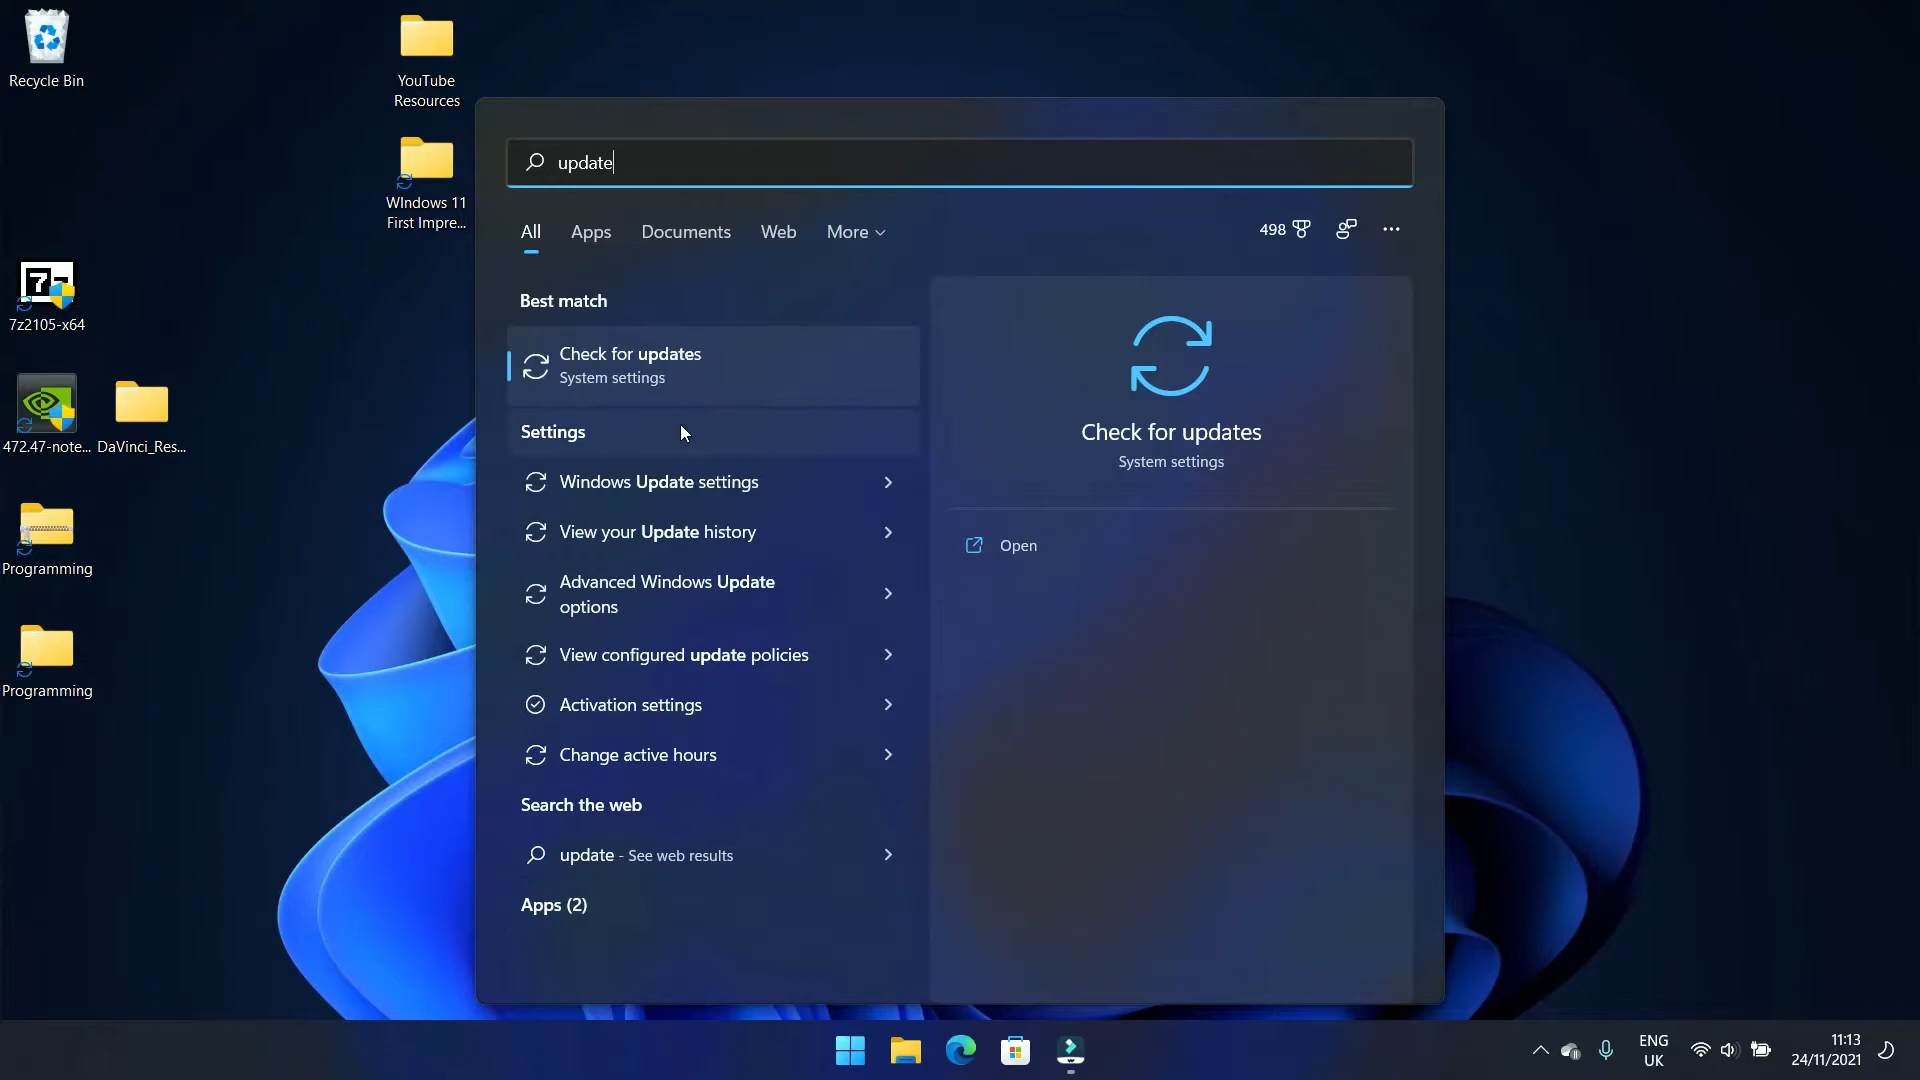 Recycle Bin
YouTube
Resources
WIndows 11
First Impre...
7z2105-x64
472.47-note...
DaVinci_Res...
Programming
Programming
update
All
Apps
Documents
Web
More
498
Best match
Check for updates
System settings
Settings
Windows Update settings
View your Update history
Advanced Windows Update
options
View configured update policies
Activation settings
Change active hours
Search the web
update - See web results
Apps (2)
Check for updates
System settings
Open
ENG
UK
11:13
24/11/2021